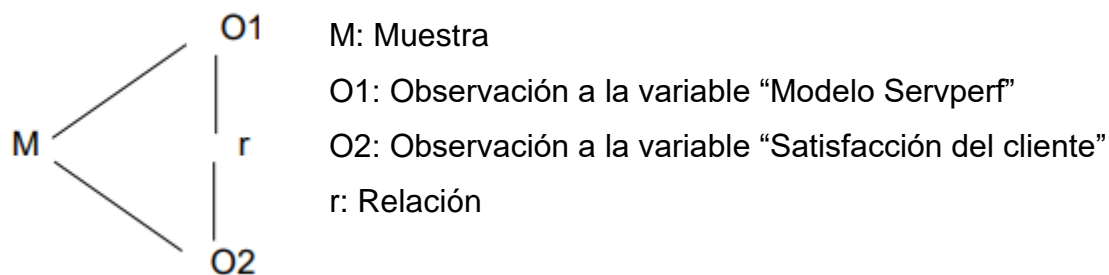 O1
M: Muestra
O1: Observación a la variable “Modelo Servperf”
M
r
O2: Observación a la variable “Satisfacción del cliente”
r: Relación
O2